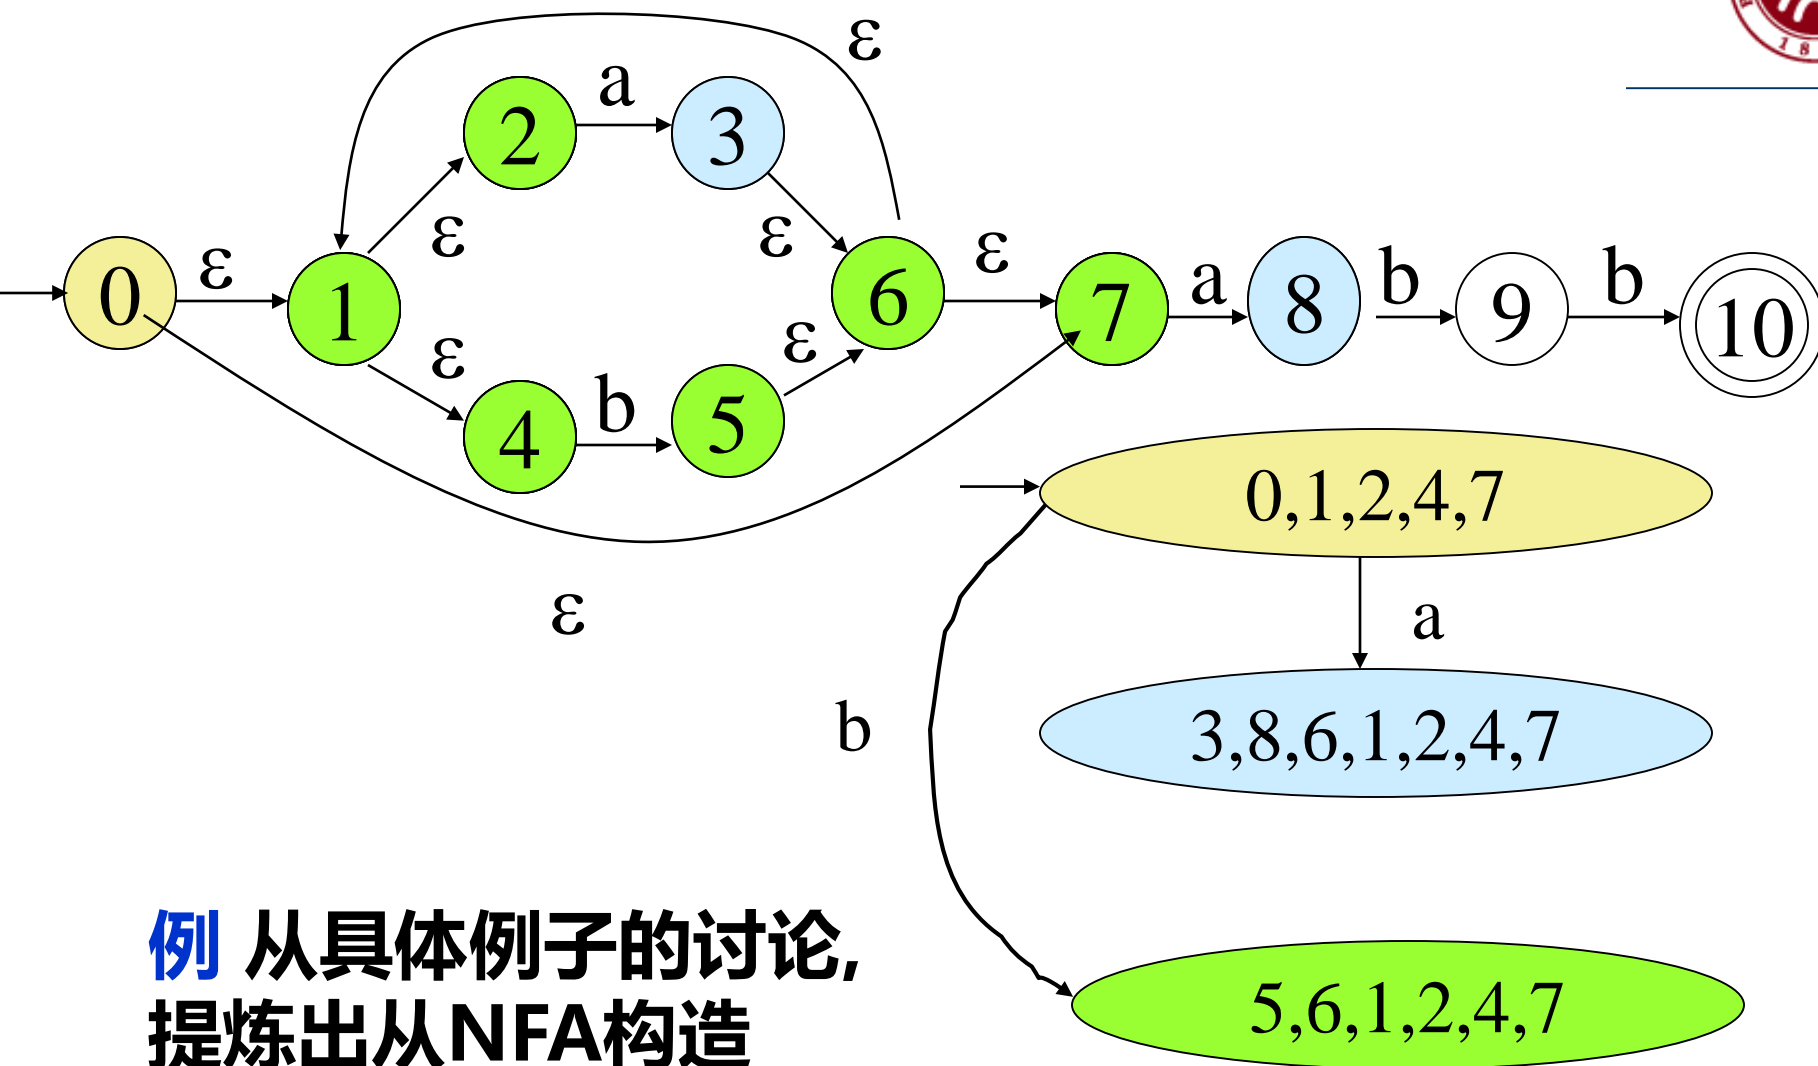 ε
a
2
3
ε
ε
0
ε
1
6
ε
7
a
8
b
9
b
10
ε
ε
4
b
5
ε
0,1,2,4,7
a
b
3,8,6,1,2,4,7
5,6,1,2,4,7
例 从具体例子的讨论,
提炼出从NFA构造